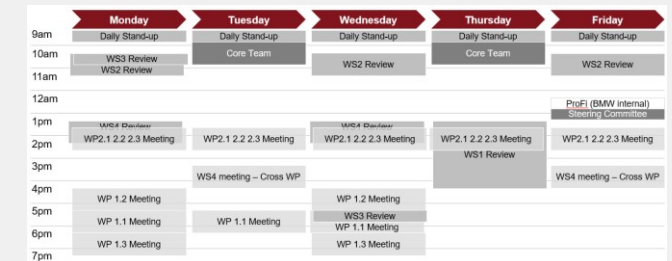 Monday Tuesday Wednesday Thursday Friday
9am Daily Stand-up Daily Stand-up Daily Stand-up Daily Stand-up Daily Stand-up
10am Core Team Core Team
WS3 Review
WS2 Review WS2 Review WS2 Review
11am
12am
ProFi (BMW internal)
Steering Committee
1pm WS4 Review WS4 Review
WP2.1 2.2 2.3 Meeting WP2.1 2.2 2.3 Meeting WP2.1 2.2 2.3 Meeting WP2.1 2.2 2.3 Meeting WP2.1 2.2 2.3 Meeting
2pm
WS1 Review
3pm
WS4 meeting – Cross WP WS4 meeting – Cross WP
4pm
WP 1.2 Meeting WP 1.2 Meeting
5pm
WS3 Review
WP 1.1 Meeting WP 1.1 Meeting WP 1.1 Meeting
6pm
WP 1.3 Meeting WP 1.3 Meeting
7pm